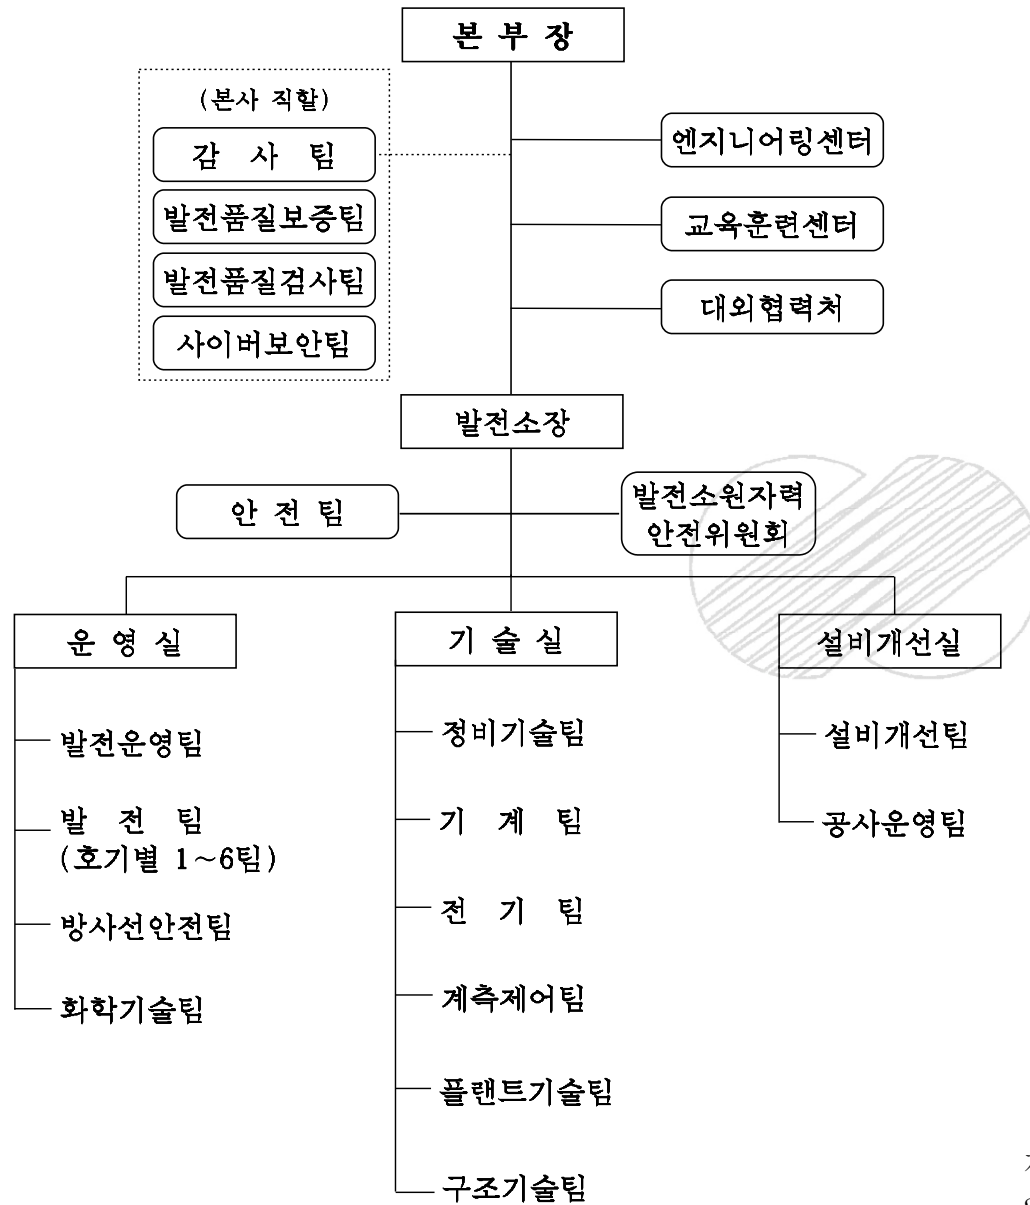 본 부 장
(본사 직할)
감 사 팀
발전품질보증팀
발전품질검사팀
사이버보안팀
엔지니어링센터
교육훈련센터
대외협력처
발전소장
안 전 팀
발전소원자력
안전위원회
운 영 실
발전운영팀
발 전 팀
(호기별 1~6팀)
방사선안전팀
화학기술팀
기 술 실
정비기술팀
기 계 팀
전 기 팀
계측제어팀
플랜트기술팀
구조기술팀
설비개선실
설비개선팀
공사운영팀